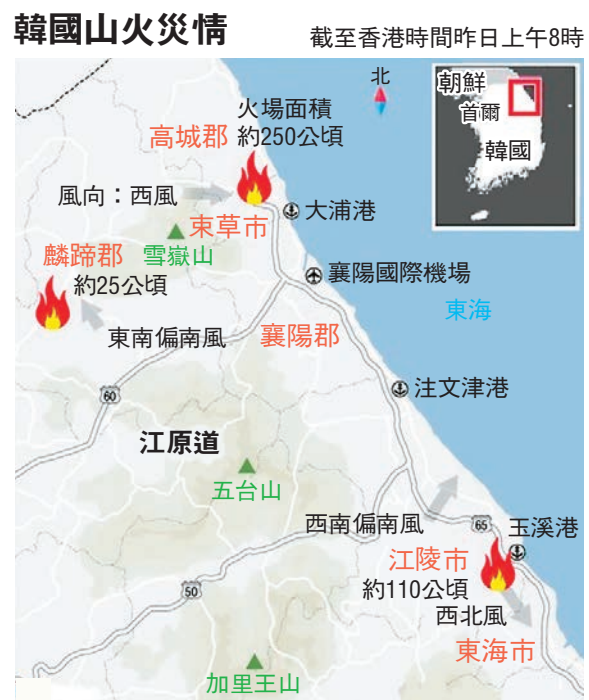 韓國山火災情
截至香港時間昨日上午8時
北
朝鮮
首爾
韓國
火場面積
高城郡 約250公頃
風向：西風
束草市
大浦港
麟蹄郡 雪嶽山
約25公頃
襄陽國際機場
東海
東南偏南風
襄陽郡
注文津港
60
江原道
五台山
西南偏南風
65
玉溪港
江陵市
約110公頃
50
西北風
東海市
加里王山